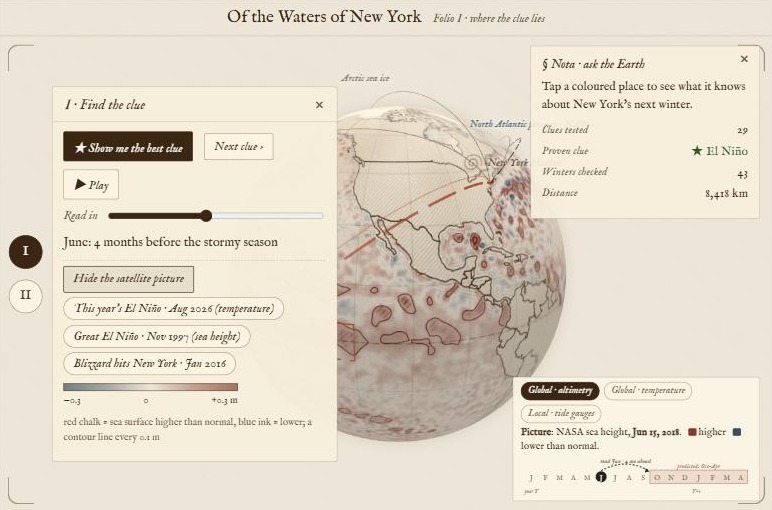 Of the Waters of New York Folio I · where the clue lies
I · Find the clue ×
★ Show me the best clue
Next clue ›
▶ Play
Read in
June: 4 months before the stormy season
Hide the satellite picture
This year's El Niño · Aug 2026 (temperature)
Great El Niño · Nov 1997 (sea height)
Blizzard hits New York · Jan 2016
−0.3 0 +0.3 m
red chalk = sea surface higher than normal, blue ink = lower; a
contour line every 0.1 m
I
II
Arctic sea ice
North Atlantic
New York
§ Nota · ask the Earth ×
Tap a coloured place to see what it knows
about New York's next winter.
Clues tested 29
Proven clue ★ El Niño
Winters checked 43
Distance 8,418 km
Global · altimetry
Global · temperature
Local · tide gauges
Picture: NASA sea height, Jun 15, 2018. higher
lower than normal.
predicted: Oct–Apr
J F M A M J J A S O N D J F M A
year Y Y+1